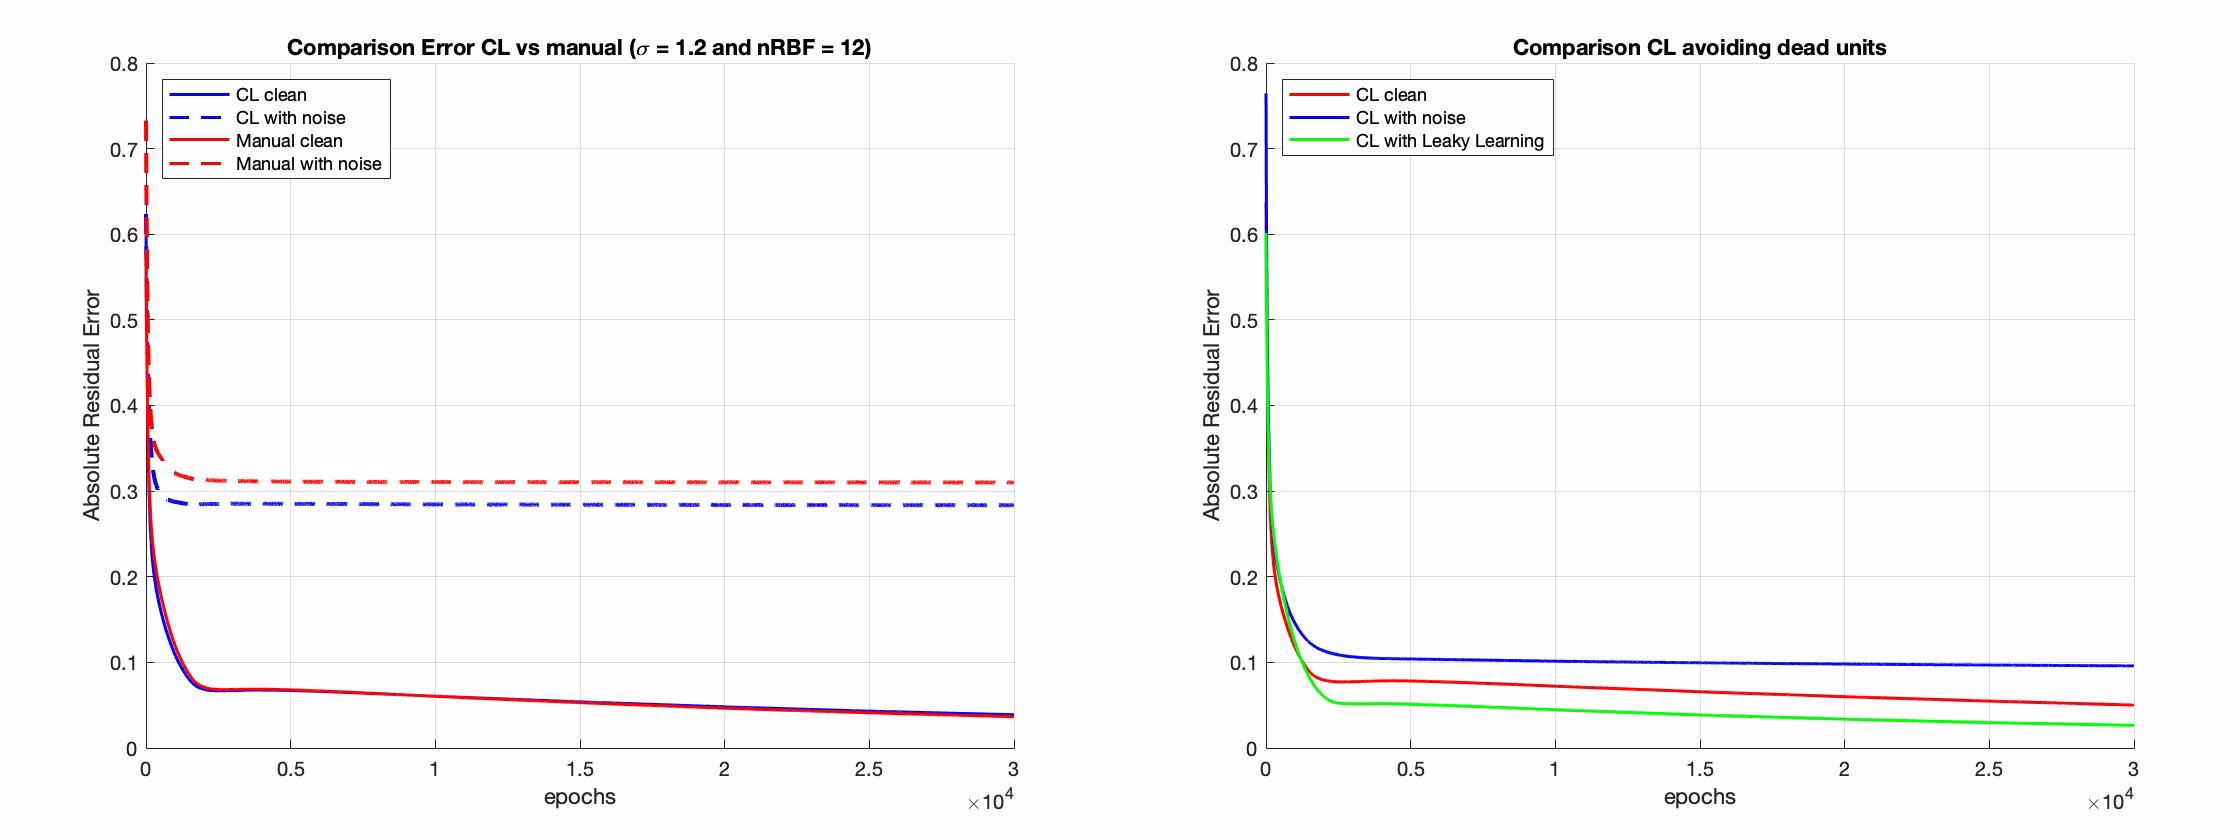 Comparison Error CL vs manual (σ = 1.2 and nRBF = 12)
CL clean
CL with noise
Manual clean
Manual with noise
Absolute Residual Error
0.8
0.7
0.6
0.5
0.4
0.3
0.2
0.1
0
0 0.5 1 1.5 2 2.5 3
epochs
×10⁴
Comparison CL avoiding dead units
CL clean
CL with noise
CL with Leaky Learning
Absolute Residual Error
0.8
0.7
0.6
0.5
0.4
0.3
0.2
0.1
0
0 0.5 1 1.5 2 2.5 3
epochs
×10⁴